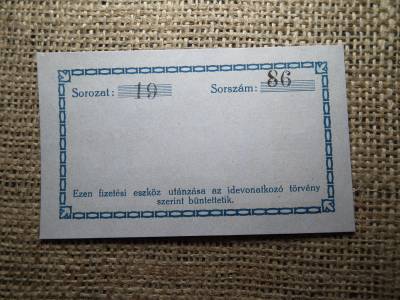 Sorozat: 19 Sorszám: 86
Ezen fizetési eszköz utánzása az idevonatkozó törvény
szerint büntettetik.